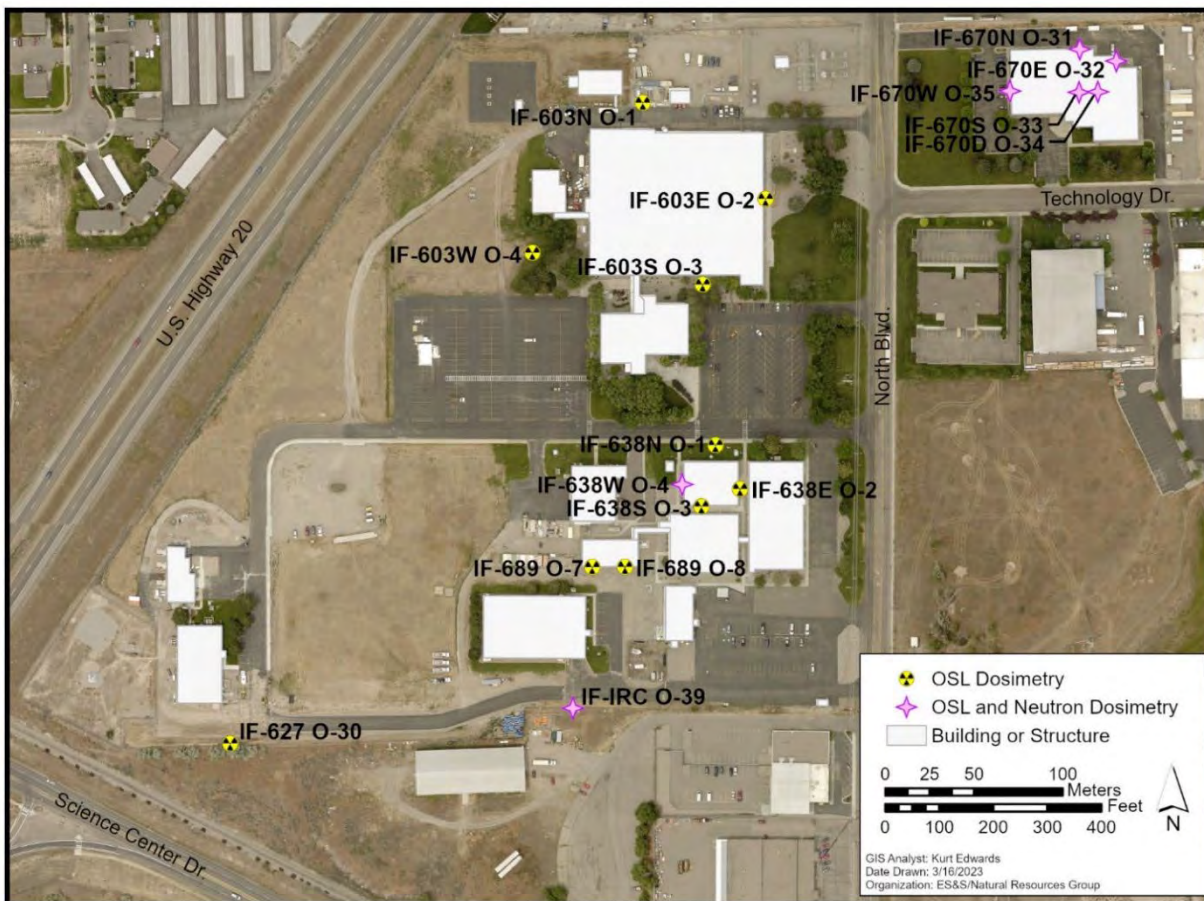 IF-670N O-31
IF-670E O-32
IF-670W O-35
IF-670S O-33
IF-670D O-34
IF-603N O-1
Technology Dr.
IF-603E O-2
IF-603W O-4
IF-603S O-3
U.S. Highway 20
North Blvd.
IF-638N O-1
IF-638W O-4
IF-638E O-2
IF-638S O-3
IF-689 O-7
IF-689 O-8
IF-IRC O-39
IF-627 O-30
Science Center Dr.
OSL Dosimetry
OSL and Neutron Dosimetry
Building or Structure
0 25 50 100
Meters
Feet
0 100 200 300 400
N
GIS Analyst: Kurt Edwards
Date Drawn: 3/16/2023
Organization: ES&S/Natural Resources Group